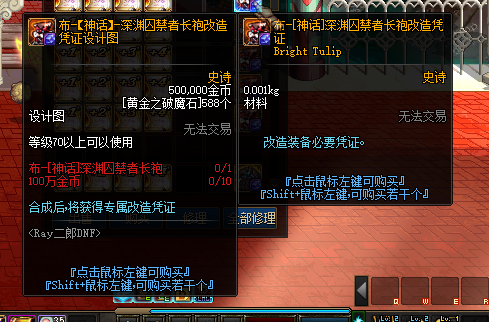 布-【神话】-深渊囚禁者长袍改造
凭证设计图
史诗
500,000金币
[黄金之破魔石]588个
设计图
无法交易
等级70以上可以使用
布-[神话]深渊囚禁者长袍 0/1
100万金币 0/10
合成后,将获得专属改造凭证
<Ray二郎DNF>
『点击鼠标左键可购买』
『Shift+鼠标左键,可购买若干个』
布-[神话]深渊囚禁者长袍改造凭
证
Bright Tulip
史诗
0.001kg
材料
无法交易
改造装备必要凭证。
『点击鼠标左键可购买』
『Shift+鼠标左键,可购买若干个』
修理
全部修理
Q W E R
35
Lv.2 Lv.2 Lv.1